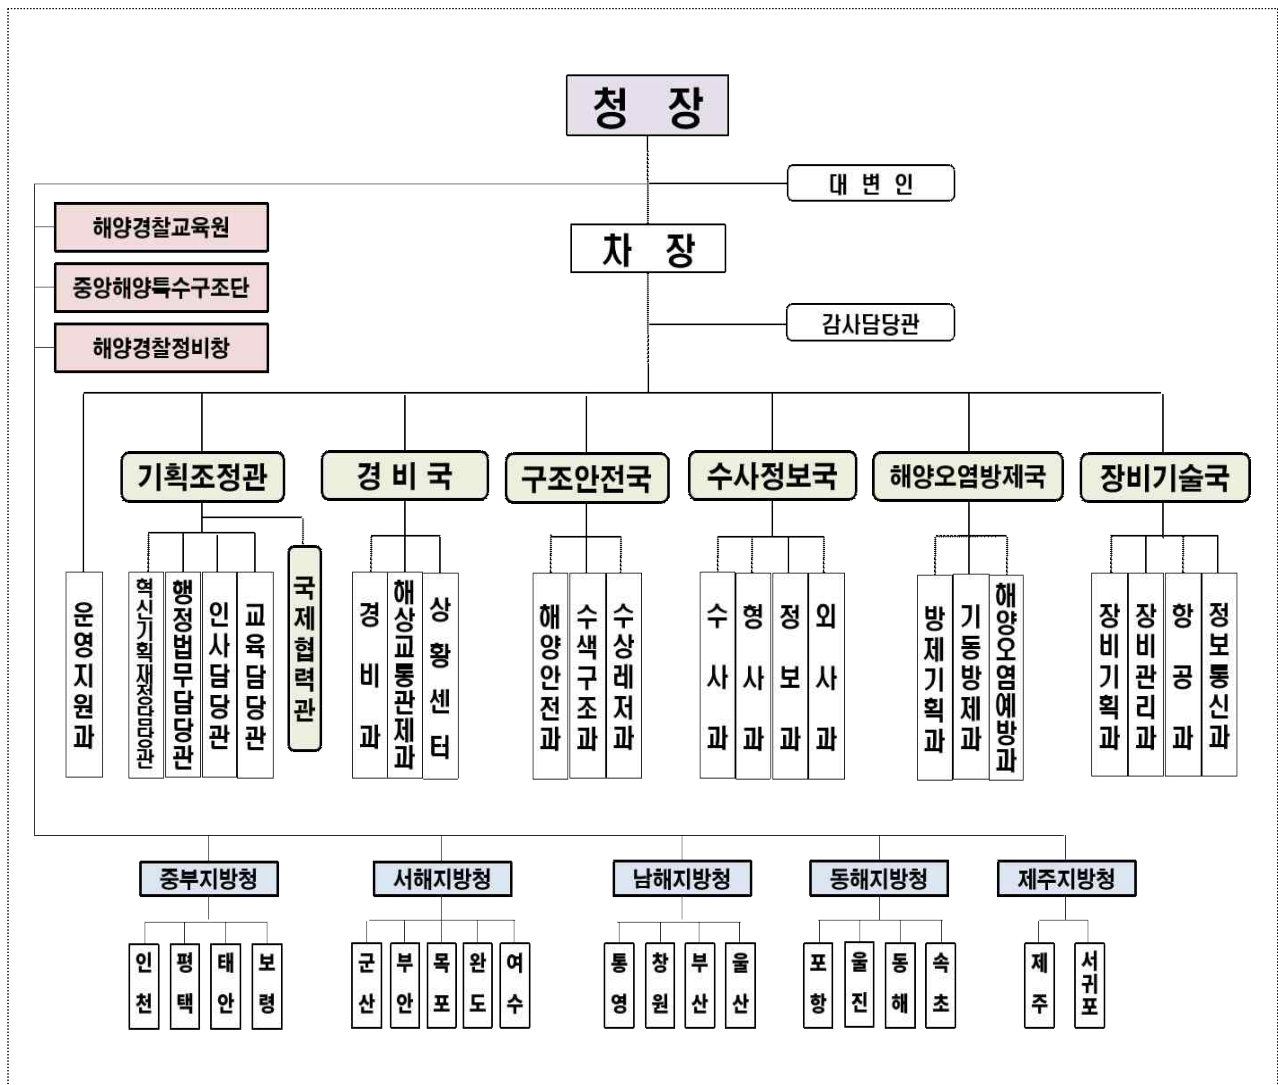 청 장
대 변 인
차 장
감사담당관
해양경찰교육원
중앙해양특수구조단
해양경찰정비창
기획조정관
경 비 국
구조안전국
수사정보국
해양오염방제국
장비기술국
운영지원과
혁신기획재정담당관
행정법무담당관
인사담당관
교육담당관
국제협력관
경비과
해상교통관제과
상황센터
해양안전과
수색구조과
수상레저과
수사과
형사과
정보과
외사과
방제기획과
기동방제과
해양오염예방과
장비기획과
장비관리과
항공과
정보통신과
중부지방청
서해지방청
남해지방청
동해지방청
제주지방청
인천
평택
태안
보령
군산
부안
목포
완도
여수
통영
창원
부산
울산
포항
울진
동해
속초
제주
서귀포